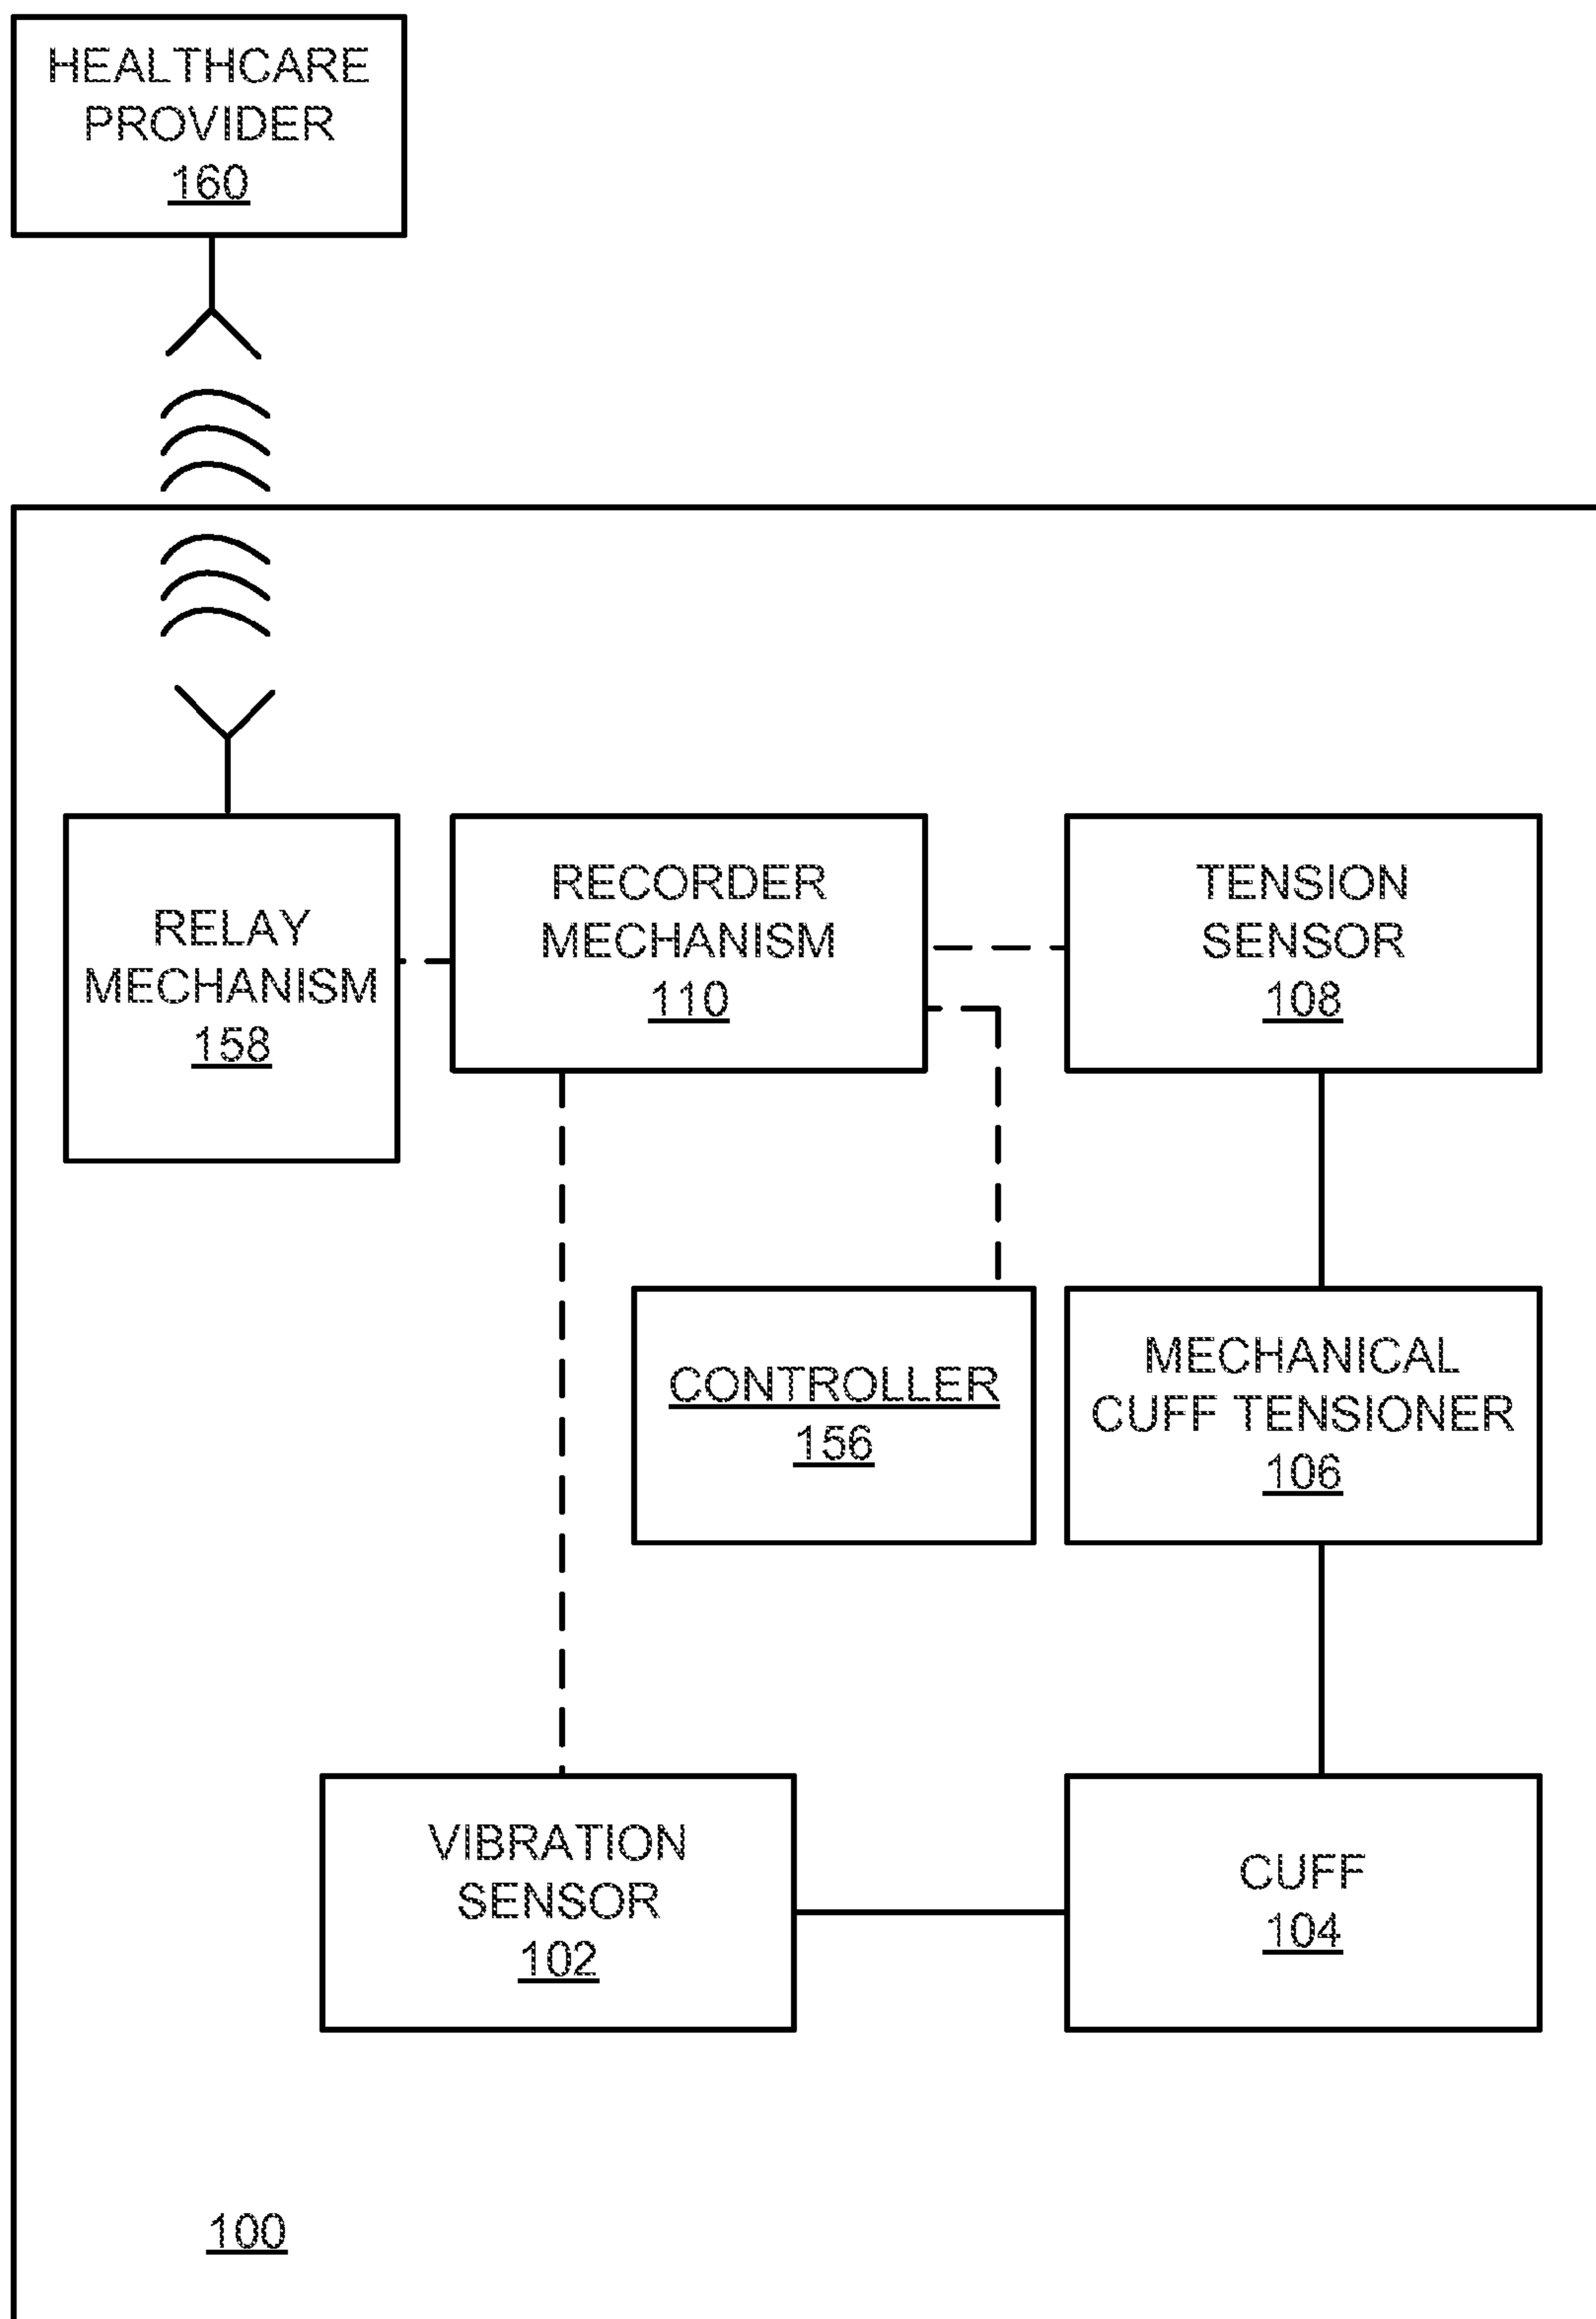 HEALTHCARE
PROVIDER
160
RELAY
MECHANISM
158
RECORDER
MECHANISM
110
TENSION
SENSOR
108
CONTROLLER
156
MECHANICAL
CUFF TENSIONER
106
VIBRATION
SENSOR
102
CUFF
104
100